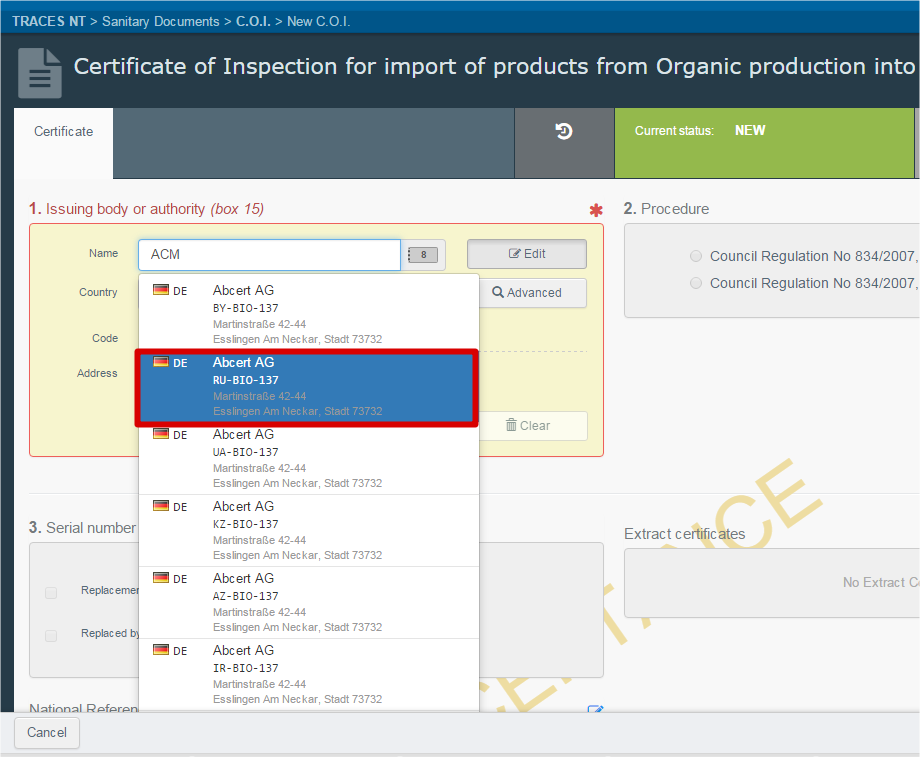 TRACES NT > Sanitary Documents > C.O.I. > New C.O.I.
Certificate of Inspection for import of products from Organic production into
Certificate
Current status: NEW
1. Issuing body or authority (box 15)
2. Procedure
Name
ACM
8
Edit
Country
Advanced
Code
Address
Clear
Council Regulation No 834/2007,
Council Regulation No 834/2007,
DE Abcert AG
BY-BIO-137
Martinstraße 42-44
Esslingen Am Neckar, Stadt 73732
DE Abcert AG
RU-BIO-137
Martinstraße 42-44
Esslingen Am Neckar, Stadt 73732
DE Abcert AG
UA-BIO-137
Martinstraße 42-44
Esslingen Am Neckar, Stadt 73732
DE Abcert AG
KZ-BIO-137
Martinstraße 42-44
Esslingen Am Neckar, Stadt 73732
DE Abcert AG
AZ-BIO-137
Martinstraße 42-44
Esslingen Am Neckar, Stadt 73732
DE Abcert AG
IR-BIO-137
Martinstraße 42-44
Esslingen Am Neckar, Stadt 73732
3. Serial number
Replacemen
Replaced by
Extract certificates
No Extract
National Referen
Cancel